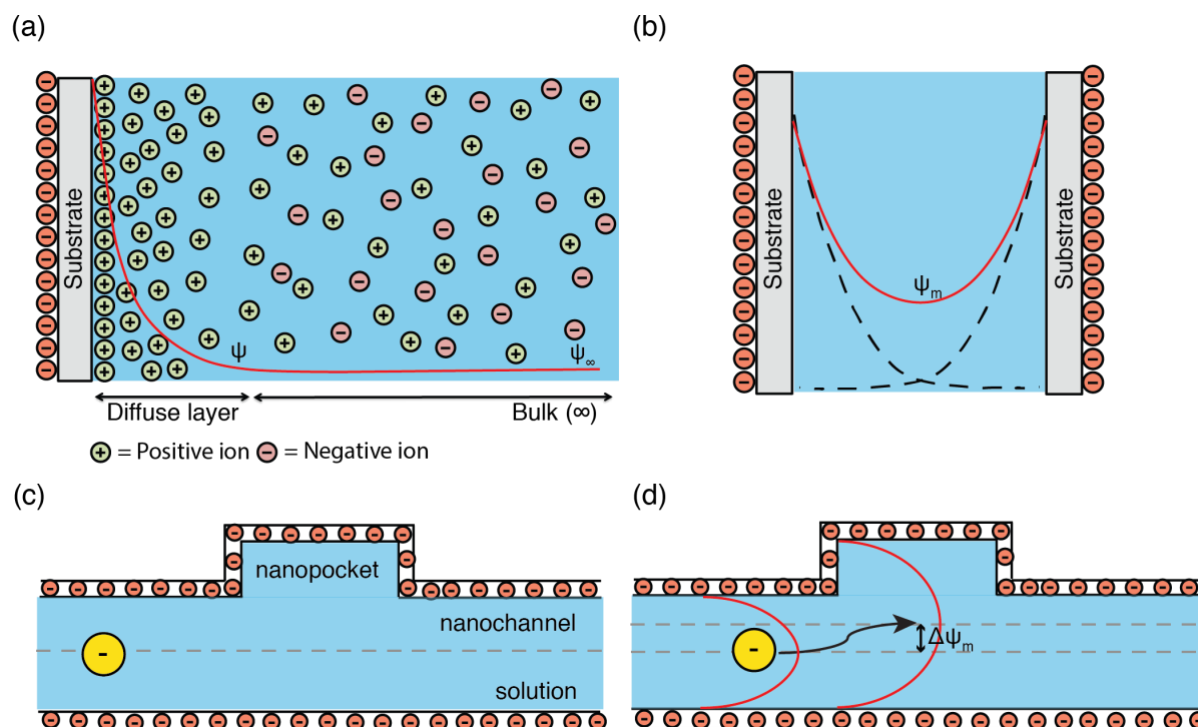 (a)
Substrate
ψ
ψ∞
Diffuse layer
Bulk (∞)
+ = Positive ion - = Negative ion
(b)
Substrate
ψm
Substrate
(c)
nanopocket
nanochannel
-
solution
(d)
-
Δψm